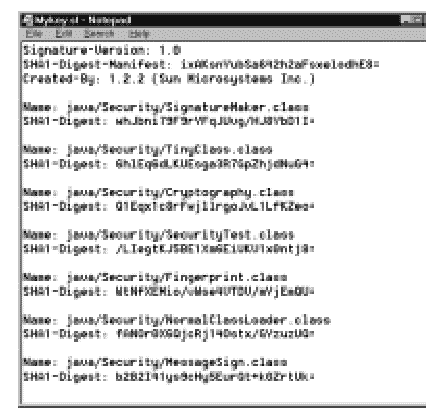 Mykey.sf - Notepad
File Edit Search Help
Signature-Version: 1.0
SHA1-Digest-Manifest:
Created-By: 1.2.2 (Sun Microsystems Inc.)
Name: java/Security/SignatureMaker.class
SHA1-Digest:
Name: java/Security/TinyClass.class
SHA1-Digest:
Name: java/Security/Cryptography.class
SHA1-Digest:
Name: java/Security/SecurityTest.class
SHA1-Digest:
Name: java/Security/Fingerprint.class
SHA1-Digest:
Name: java/Security/NormalClassLoader.class
SHA1-Digest:
Name: java/Security/MessageSign.class
SHA1-Digest: